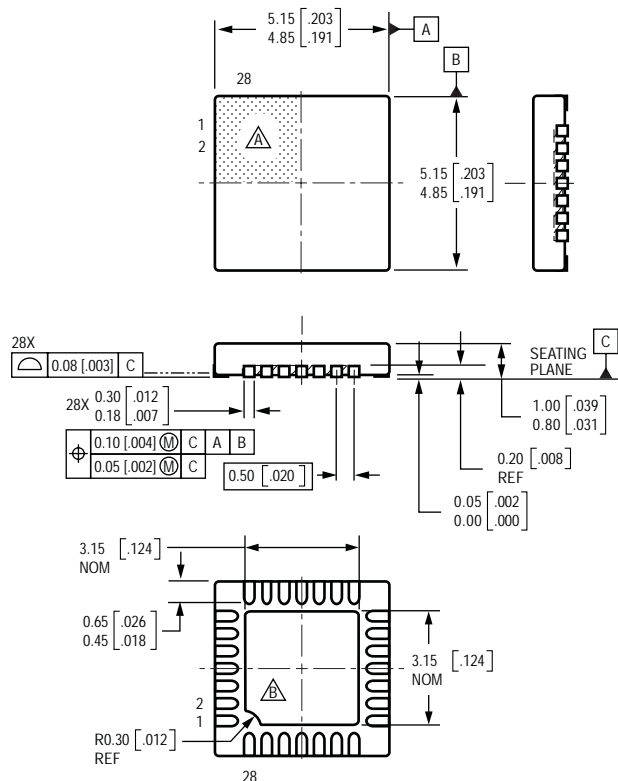 5.15 [.203
4.85 .191]
A
28
B
1
2
A
5.15 [.203
4.85 .191]
28X
⌓ 0.08 [.003] C
C
SEATING
PLANE
28X 0.30 [.012
0.18 .007]
⌖ 0.10 [.004] Ⓜ C A B
0.05 [.002] Ⓜ C
0.50 [.020]
1.00 [.039
0.80 .031]
0.20 [.008]
REF
0.05 [.002
0.00 .000]
3.15 [.124]
NOM
0.65 [.026
0.45 .018]
3.15 [.124]
NOM
B
2
1
R0.30 [.012]
REF
28